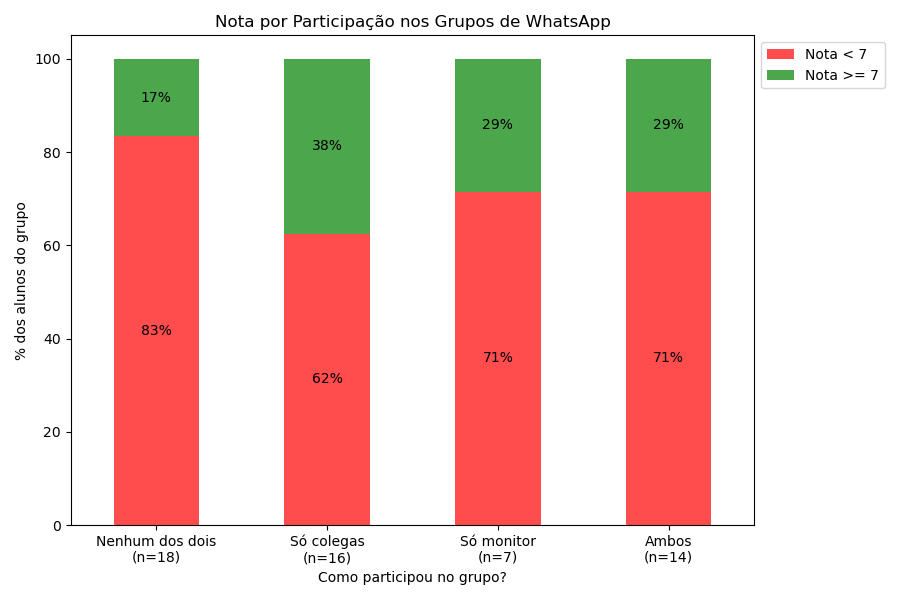 Nota por Participação nos Grupos de WhatsApp
Nota < 7
Nota >= 7
% dos alunos do grupo
100
80
60
40
20
0
17%
38%
29%
29%
83%
62%
71%
71%
Nenhum dos dois
(n=18)
Só colegas
(n=16)
Só monitor
(n=7)
Ambos
(n=14)
Como participou no grupo?